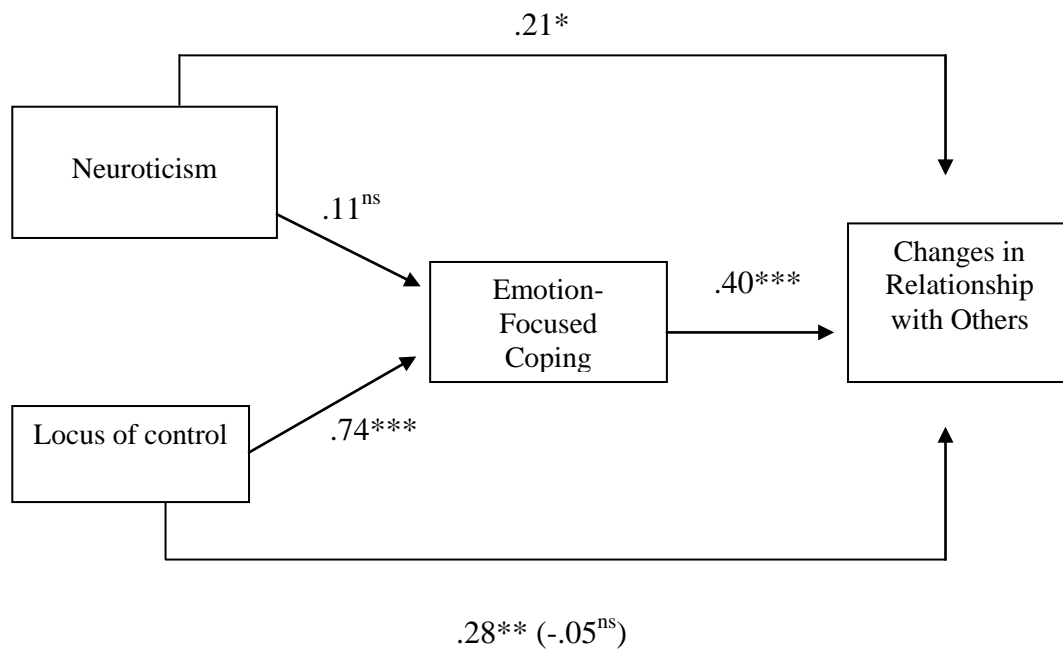 .21*
Neuroticism
.11ns
Emotion-
Focused
Coping
.40***
Changes in
Relationship
with Others
Locus of control
.74***
.28** (-.05ns)